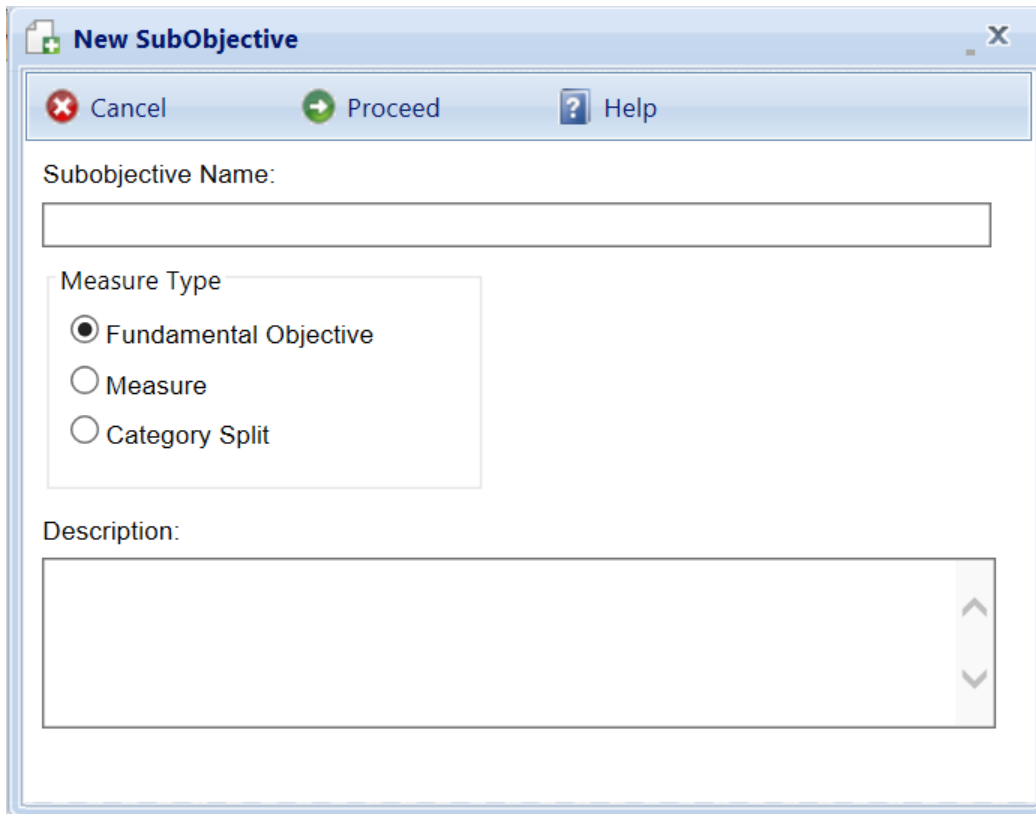 New SubObjective
Cancel Proceed Help
Subobjective Name:
Measure Type
Fundamental Objective
Measure
Category Split
Description: